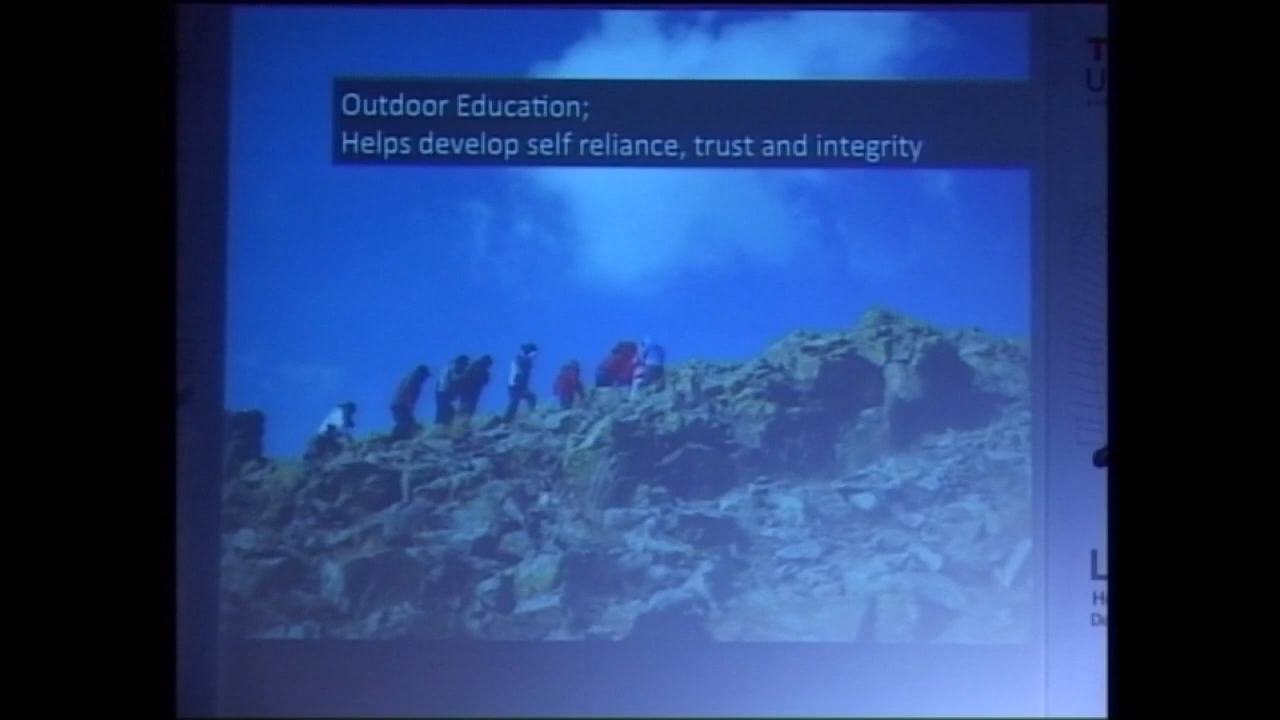 Outdoor Education;
Helps develop self reliance, trust and integrity